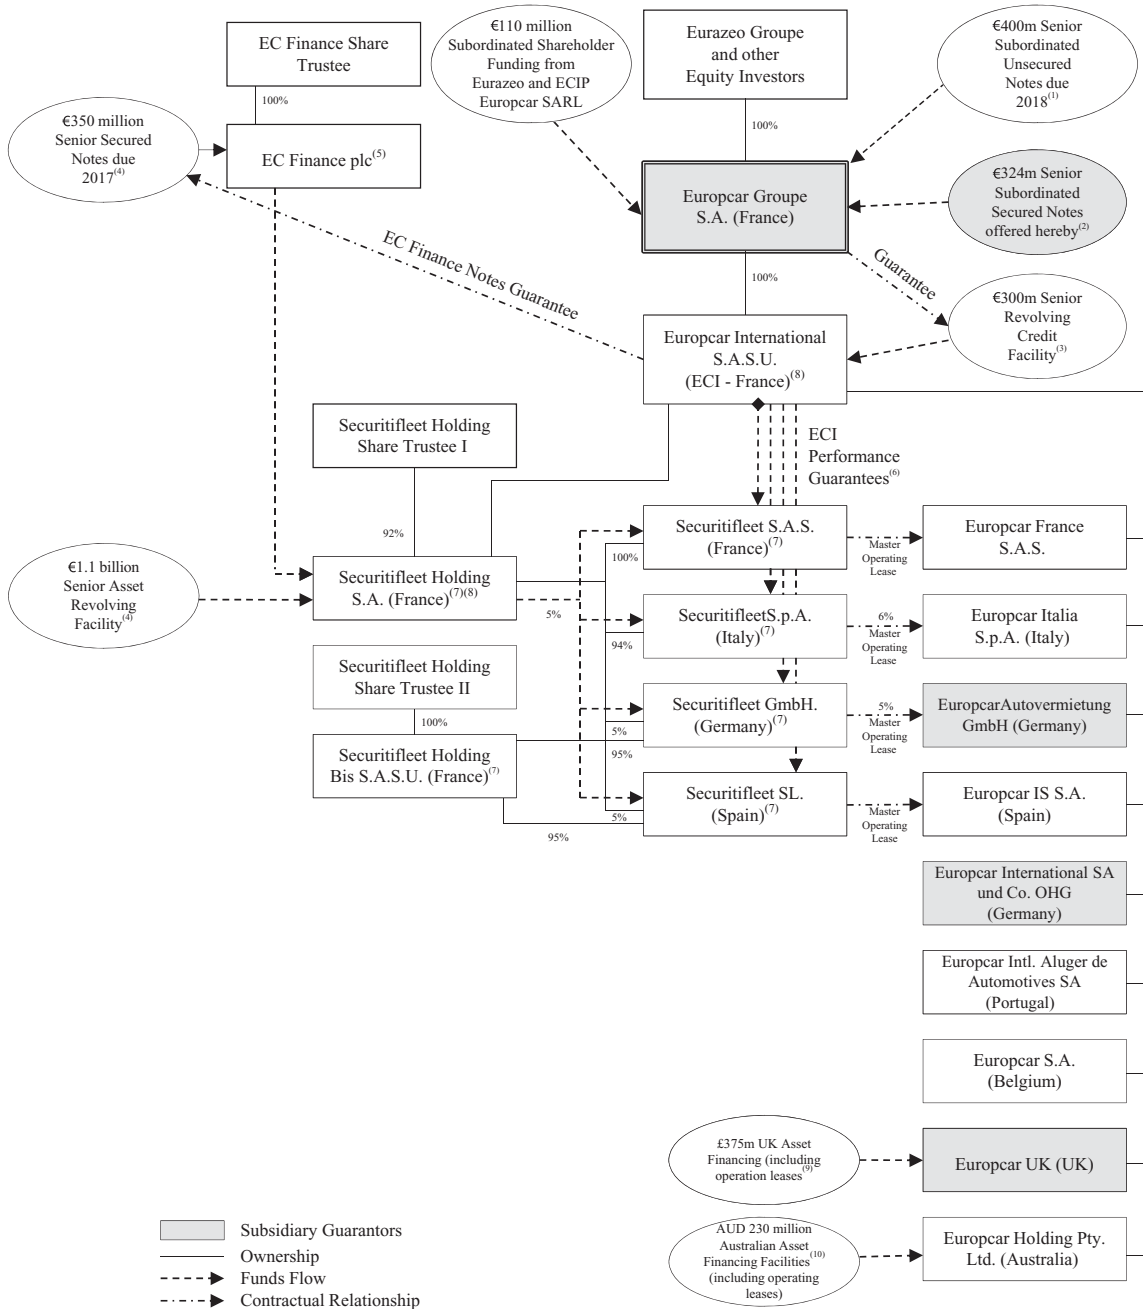 EC Finance Share
Trustee
€110 million
Subordinated Shareholder
Funding from
Eurazeo and ECIP
Europcar SARL
Eurazeo Groupe
and other
Equity Investors
€400m Senior
Subordinated
Unsecured
Notes due
2018(1)
100%
€350 million
Senior Secured
Notes due
2017(4)
EC Finance plc(5)
100%
Europcar Groupe
S.A. (France)
€324m Senior
Subordinated
Secured Notes
offered hereby(2)
EC Finance Notes Guarantee
100%
Guarantee
€300m Senior
Revolving
Credit
Facility(3)
Europcar International
S.A.S.U.
(ECI - France)(8)
Securitifleet Holding
Share Trustee I
ECI
Performance
Guarantees(6)
92%
Securitifleet S.A.S.
(France)(7)
Master
Operating
Lease
Europcar France
S.A.S.
100%
€1.1 billion
Senior Asset
Revolving
Facility(4)
Securitifleet Holding
S.A. (France)(7)(8)
5%
SecuritifleetS.p.A.
(Italy)(7)
94%
6%
Master
Operating
Lease
Europcar Italia
S.p.A. (Italy)
Securitifleet Holding
Share Trustee II
100%
Securitifleet GmbH.
(Germany)(7)
5%
95%
5%
Master
Operating
Lease
EuropcarAutovermietung
GmbH (Germany)
Securitifleet Holding
Bis S.A.S.U. (France)(7)
Securitifleet SL.
(Spain)(7)
5%
95%
Master
Operating
Lease
Europcar IS S.A.
(Spain)
Europcar International SA
und Co. OHG
(Germany)
Europcar Intl. Aluger de
Automotives SA
(Portugal)
Europcar S.A.
(Belgium)
£375m UK Asset
Financing (including
operation leases(9)
Europcar UK (UK)
AUD 230 million
Australian Asset
Financing Facilities(10)
(including operating
leases)
Europcar Holding Pty.
Ltd. (Australia)
Subsidiary Guarantors
Ownership
Funds Flow
Contractual Relationship